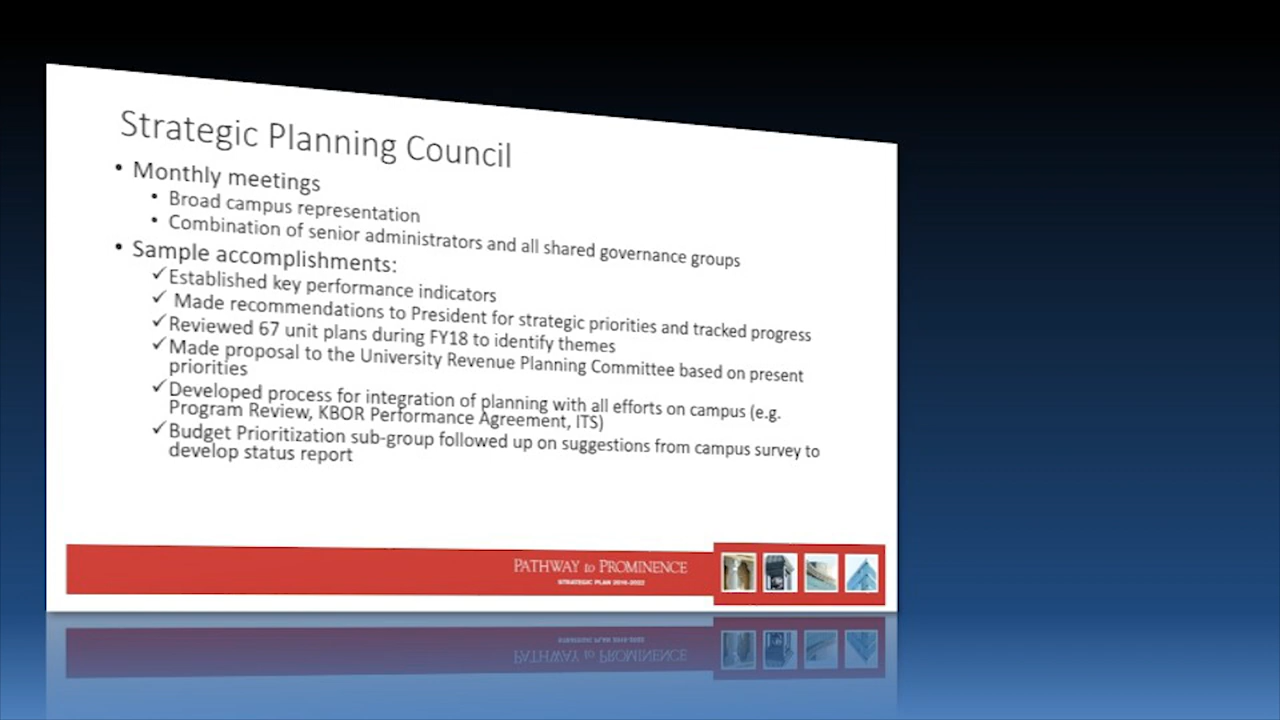 Strategic Planning Council
• Monthly meetings
• Broad campus representation
• Combination of senior administrators and all shared governance groups
• Sample accomplishments:
✓Established key performance indicators
✓ Made recommendations to President for strategic priorities and tracked progress
✓Reviewed 67 unit plans during FY18 to identify themes
✓Made proposal to the University Revenue Planning Committee based on present
priorities
✓Developed process for integration of planning with all efforts on campus (e.g.
Program Review, KBOR Performance Agreement, ITS)
✓Budget Prioritization sub-group followed up on suggestions from campus survey to
develop status report
PATHWAY to PROMINENCE
STRATEGIC PLAN 2016-2022